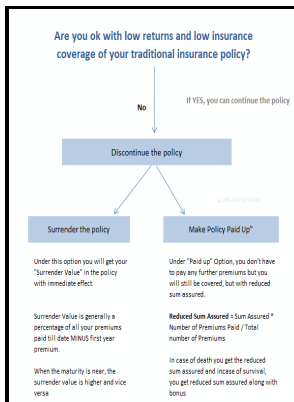 Are you ok with low returns and low insurance
coverage of your traditional insurance policy?
No
If YES, you can continue the policy
Discontinue the policy
Surrender the policy
Make Policy Paid Up"
Under this option you will get your
"Surrender Value" in the policy
with immediate effect.
Surrender Value is generally a
percentage of all your premiums
paid till date MINUS first year
premium.
When the maturity is near, the
surrender value is higher and vice
versa
Under "Paid up" Option, you don't have
to pay any further premiums but you
will still be covered, but with reduced
sum assured.
Reduced Sum Assured = Sum Assured *
Number of Premiums Paid / Total
number of Premiums
In case of death you get the reduced
sum assured and incase of survival,
you get reduced sum assured along with
bonus